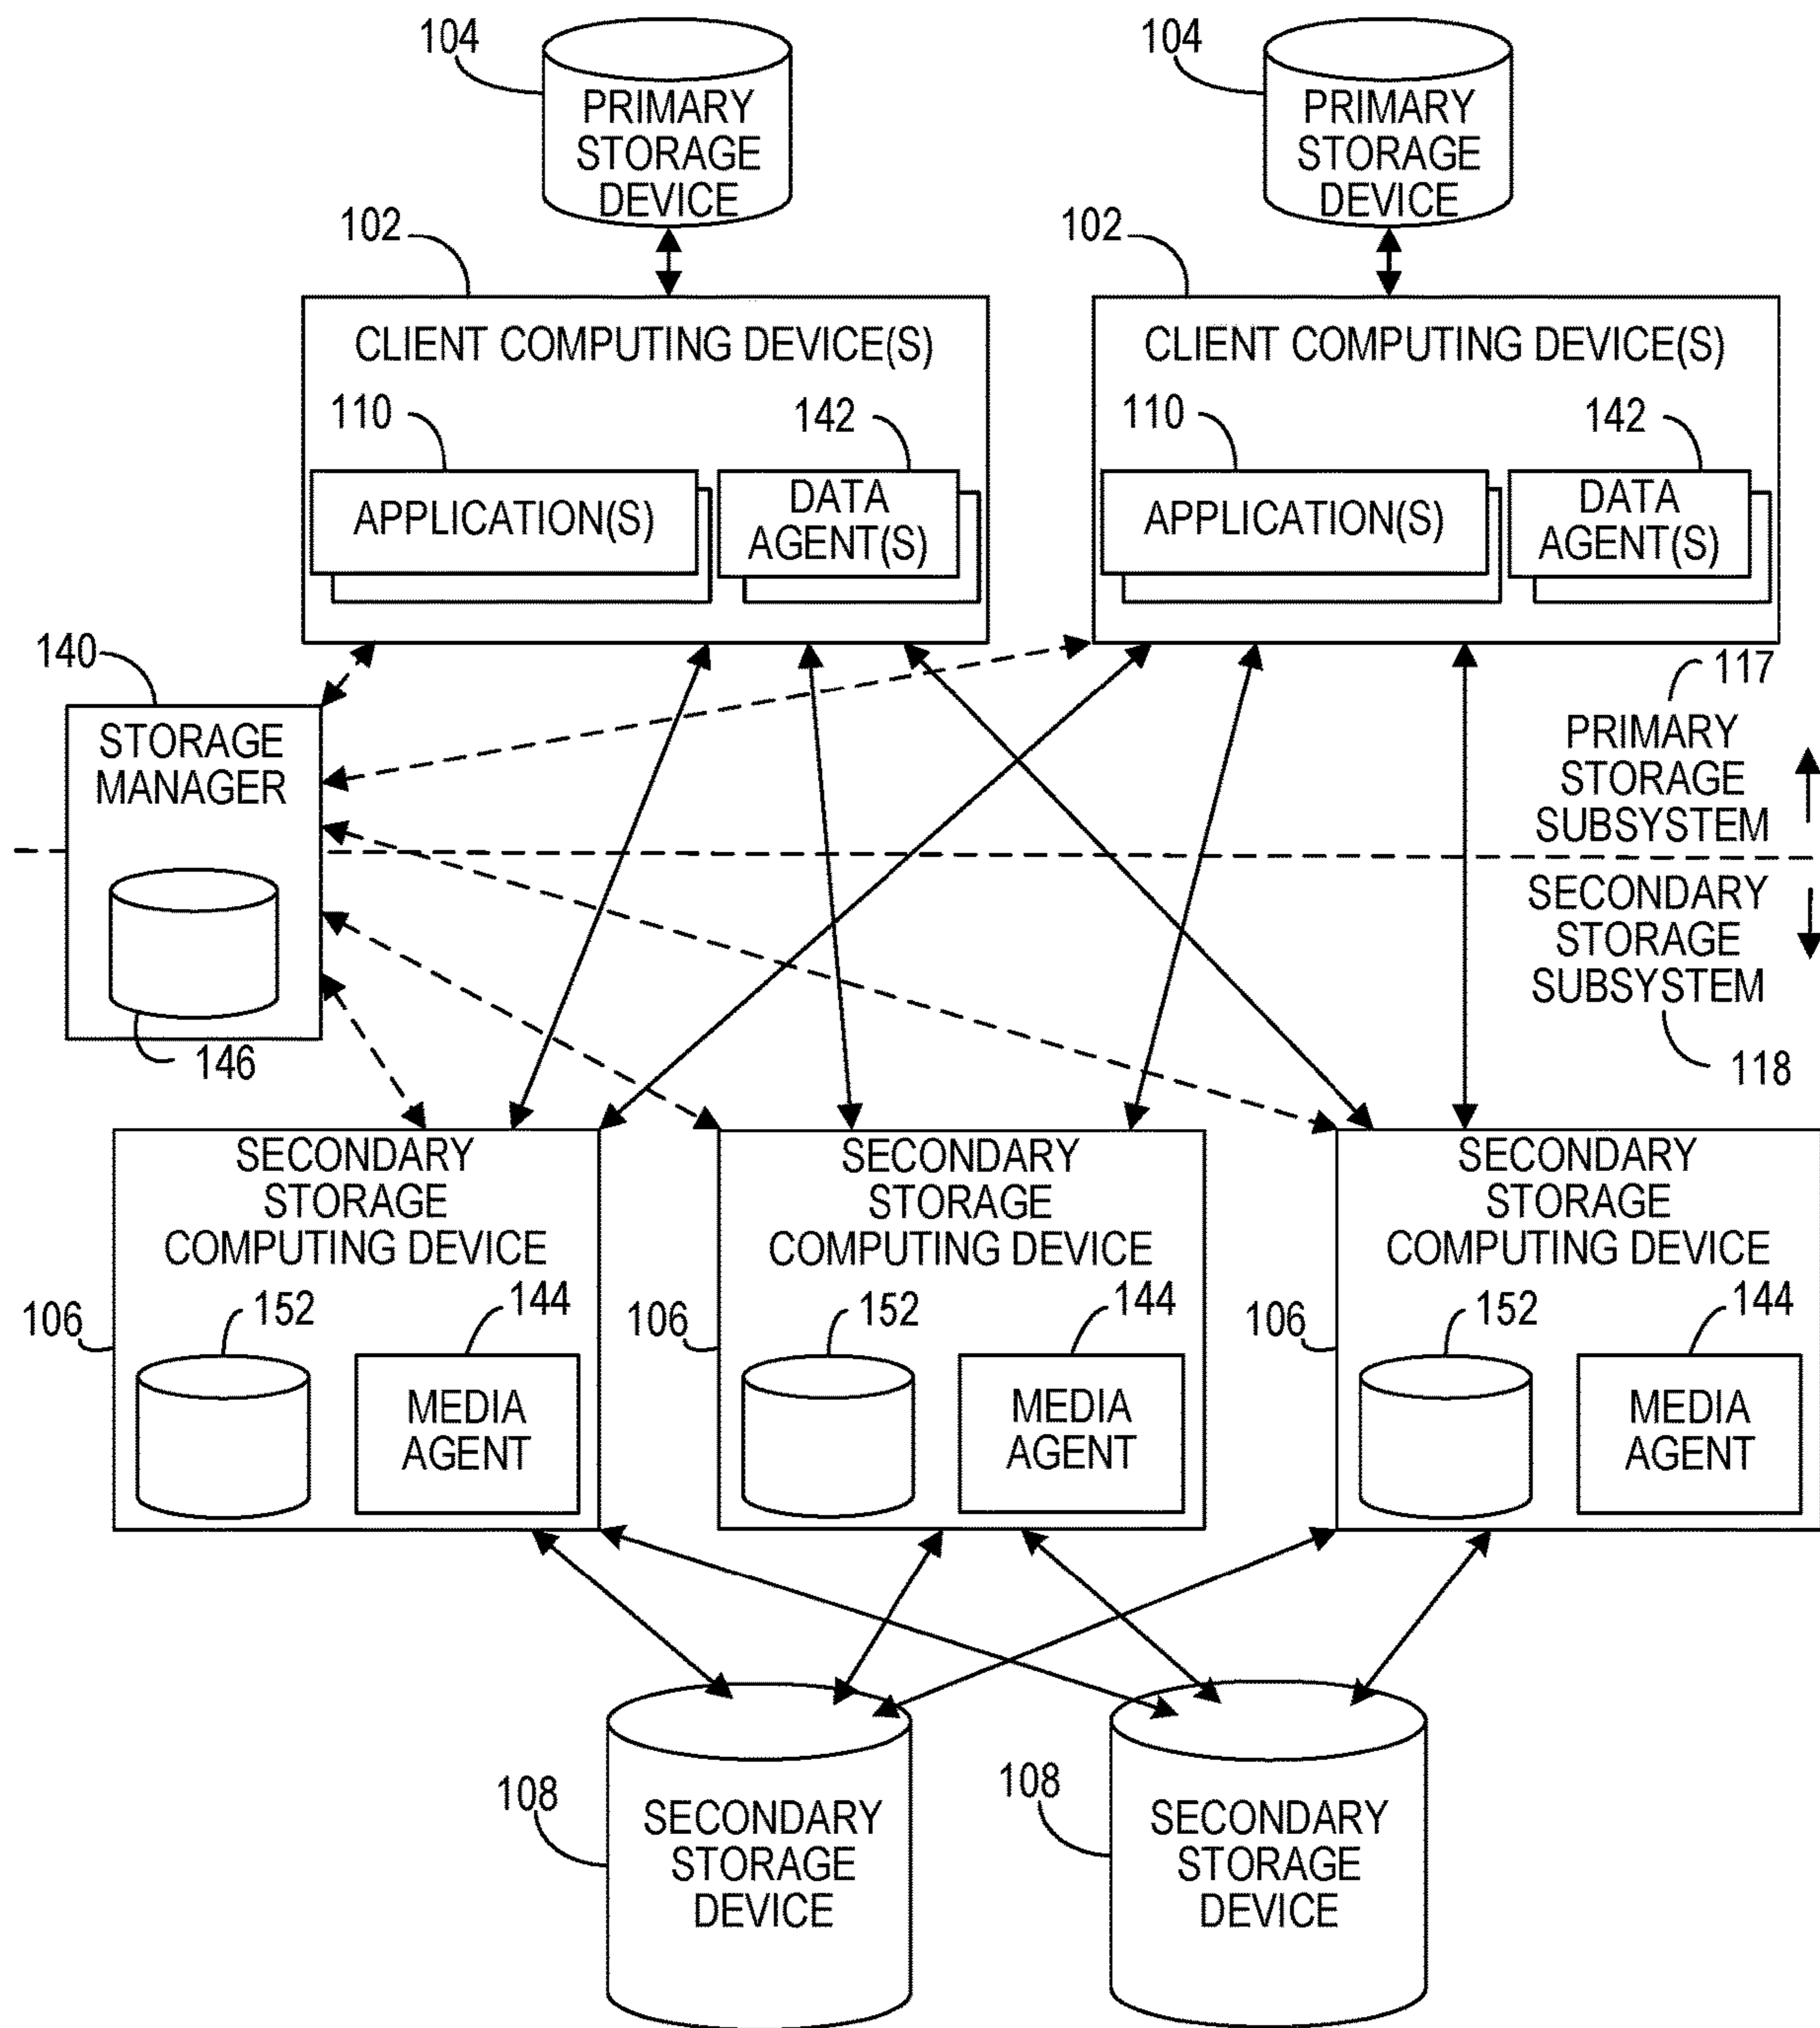 104
PRIMARY
STORAGE
DEVICE
104
PRIMARY
STORAGE
DEVICE
102
CLIENT COMPUTING DEVICE(S)
110
142
APPLICATION(S)
DATA
AGENT(S)
102
CLIENT COMPUTING DEVICE(S)
110
142
APPLICATION(S)
DATA
AGENT(S)
140
STORAGE
MANAGER
146
117
PRIMARY
STORAGE
SUBSYSTEM
SECONDARY
STORAGE
SUBSYSTEM
118
SECONDARY
STORAGE
COMPUTING DEVICE
106
152
144
MEDIA
AGENT
SECONDARY
STORAGE
COMPUTING DEVICE
106
152
144
MEDIA
AGENT
SECONDARY
STORAGE
COMPUTING DEVICE
106
152
144
MEDIA
AGENT
108
SECONDARY
STORAGE
DEVICE
108
SECONDARY
STORAGE
DEVICE